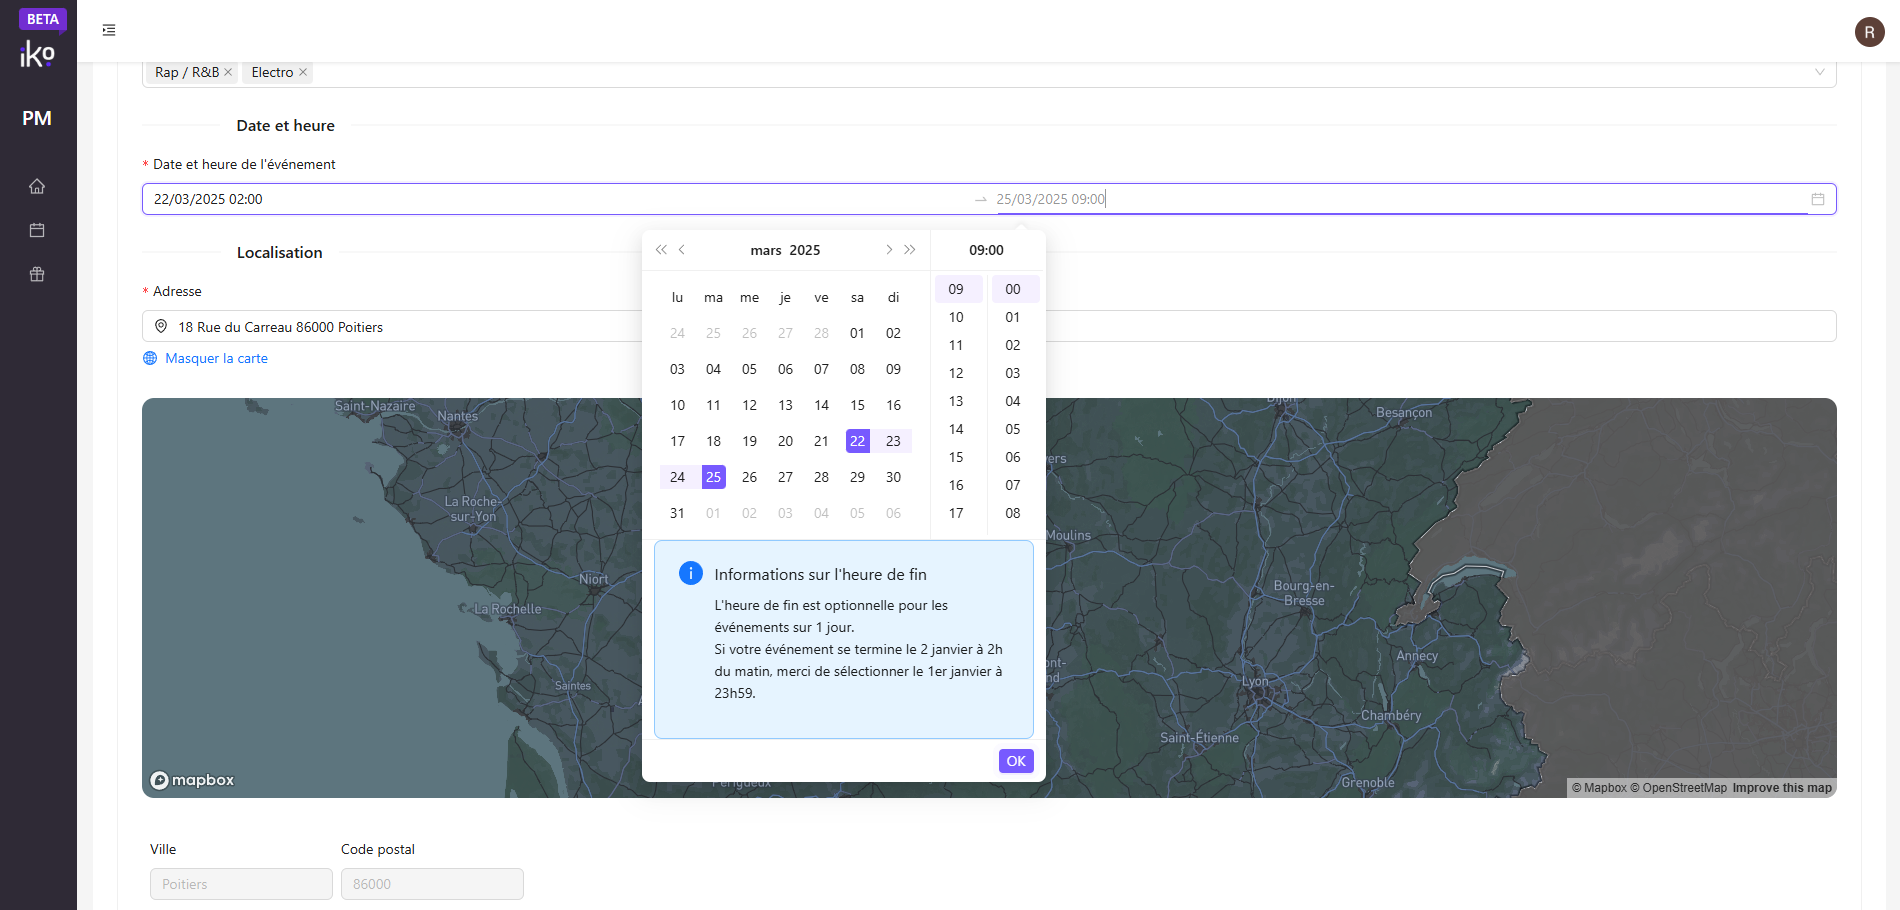 BETA
iko
R
PM
Rap / R&B
Electro
Date et heure
* Date et heure de l'événement
22/03/2025 02:00
25/03/2025 09:00
Localisation
* Adresse
18 Rue du Carreau 86000 Poitiers
Masquer la carte
mars 2025
09:00
lu ma me je ve sa di
24 25 26 27 28 01 02
03 04 05 06 07 08 09
10 11 12 13 14 15 16
17 18 19 20 21 22 23
24 25 26 27 28 29 30
31 01 02 03 04 05 06
09 00
10 01
11 02
12 03
13 04
14 05
15 06
16 07
17 08
Informations sur l'heure de fin
L'heure de fin est optionnelle pour les
événements sur 1 jour.
Si votre événement se termine le 2 janvier à 2h
du matin, merci de sélectionner le 1er janvier à
23h59.
OK
Saint-Nazaire
Nantes
La Roche-
sur-Yon
Niort
La Rochelle
Saintes
Périgueux
Dijon
Besançon
Moulins
Bourg-en-
Bresse
Annecy
Lyon
Chambéry
Saint-Étienne
Grenoble
mapbox
© Mapbox © OpenStreetMap Improve this map
Ville
Code postal
Poitiers
86000